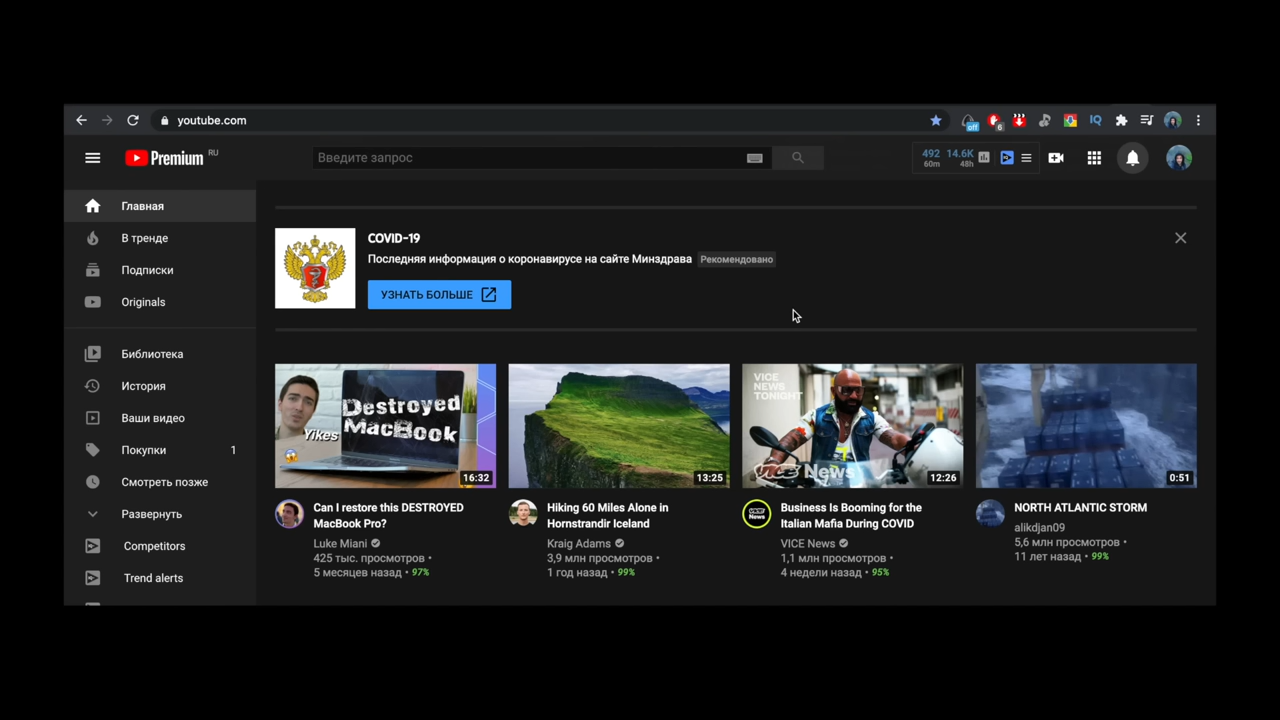 youtube.com
off
6
IQ
Premium RU
Введите запрос
492 14.6K
60m 48h
Главная
В тренде
Подписки
Originals
Библиотека
История
Ваши видео
Покупки 1
Смотреть позже
Развернуть
Competitors
Trend alerts
COVID-19
Последняя информация о коронавирусе на сайте Минздрава Рекомендовано
УЗНАТЬ БОЛЬШЕ
Destroyed
MacBook
Yikes
16:32
Can I restore this DESTROYED
MacBook Pro?
Luke Miani
425 тыс. просмотров •
5 месяцев назад • 97%
13:25
Hiking 60 Miles Alone in
Hornstrandir Iceland
Kraig Adams
3,9 млн просмотров •
1 год назад • 99%
VICE
NEWS
TONIGHT
VICE News
12:26
VICE
News
Business Is Booming for the
Italian Mafia During COVID
VICE News
1,1 млн просмотров •
4 недели назад • 95%
0:51
NORTH ATLANTIC STORM
alikdjan09
5,6 млн просмотров •
11 лет назад • 99%